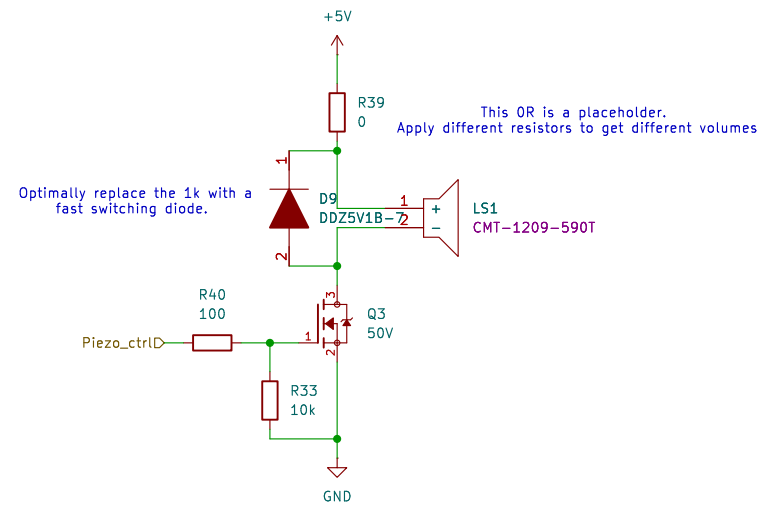 +5V
R39
0
This 0R is a placeholder.
Apply different resistors to get different volumes
1
Optimally replace the 1k with a
fast switching diode.
D9
DDZ5V1B-7
2
1
+
2
−
LS1
CMT-1209-590T
3
Q3
50V
1
2
R40
100
Piezo_ctrl
R33
10k
GND